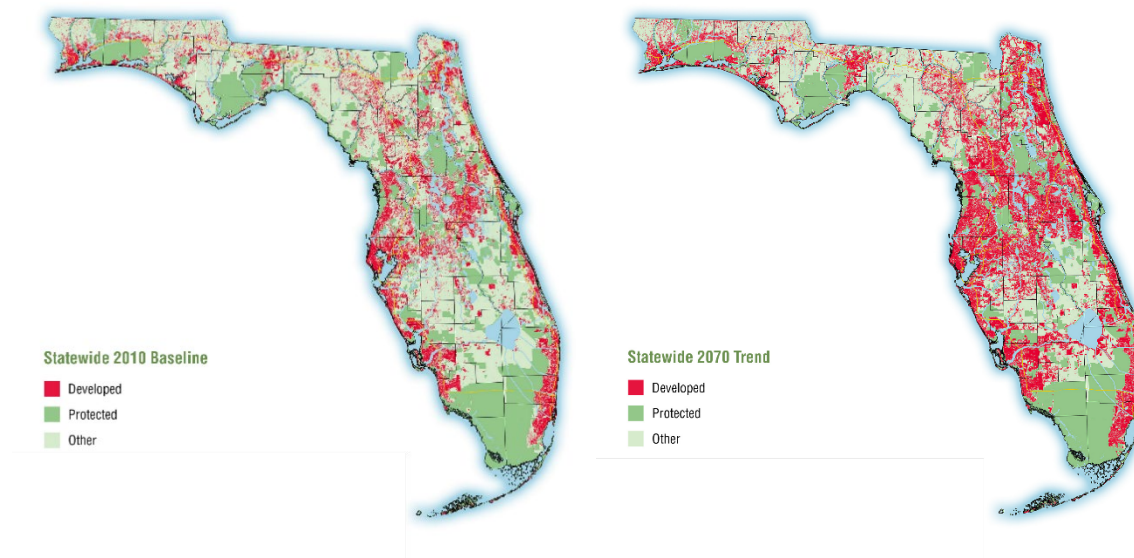 Statewide 2010 Baseline
Developed
Protected
Other
Statewide 2070 Trend
Developed
Protected
Other